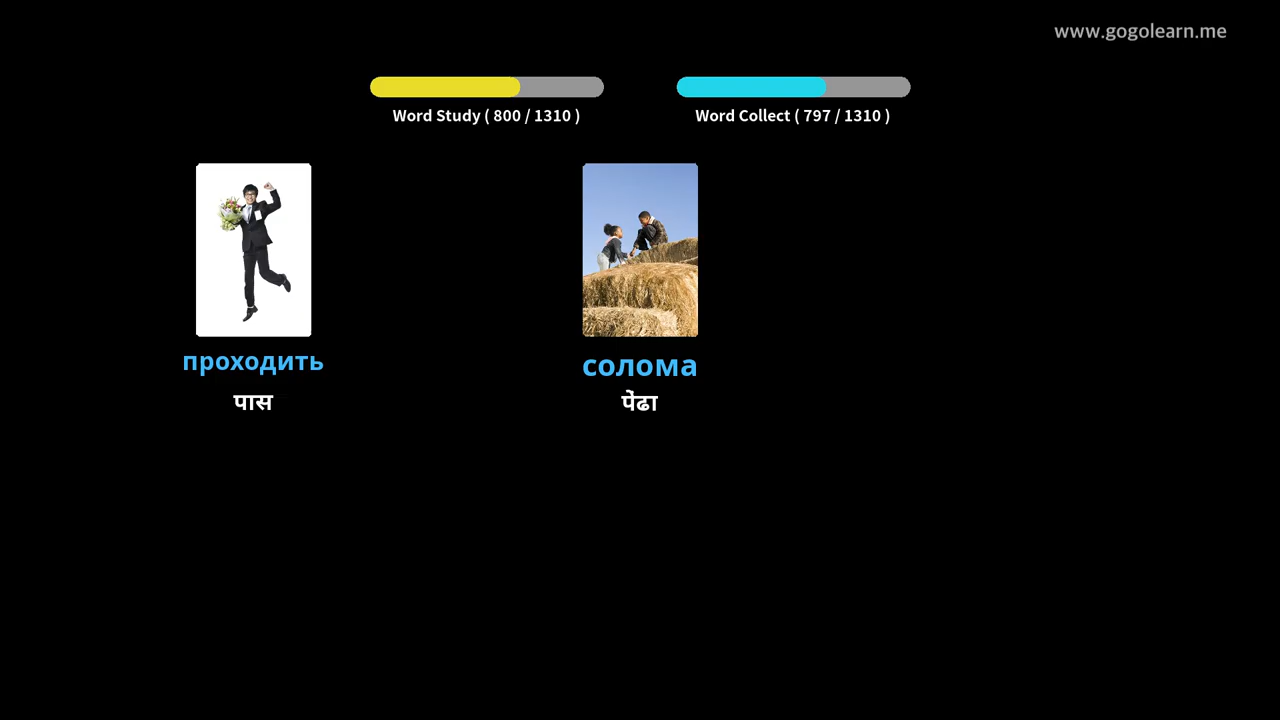 www.gogolearn.me
Word Study ( 800 / 1310 )
Word Collect ( 797 / 1310 )
проходить
पास
солома
पेंढा